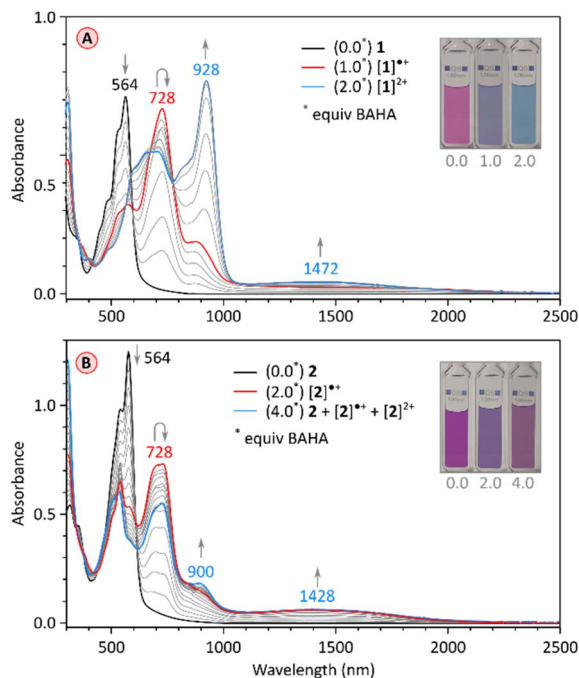 A
1.0
0.5
0.0
Absorbance
564
728
928
1472
(0.0*) 1
(1.0*) [1]•+
(2.0*) [1]2+
* equiv BAHA
0.0 1.0 2.0
500 1000 1500 2000 2500
B
1.0
0.5
0.0
Absorbance
564
728
900
1428
(0.0*) 2
(2.0*) [2]•+
(4.0*) 2 + [2]•+ + [2]2+
* equiv BAHA
0.0 2.0 4.0
500 1000 1500 2000 2500
Wavelength (nm)